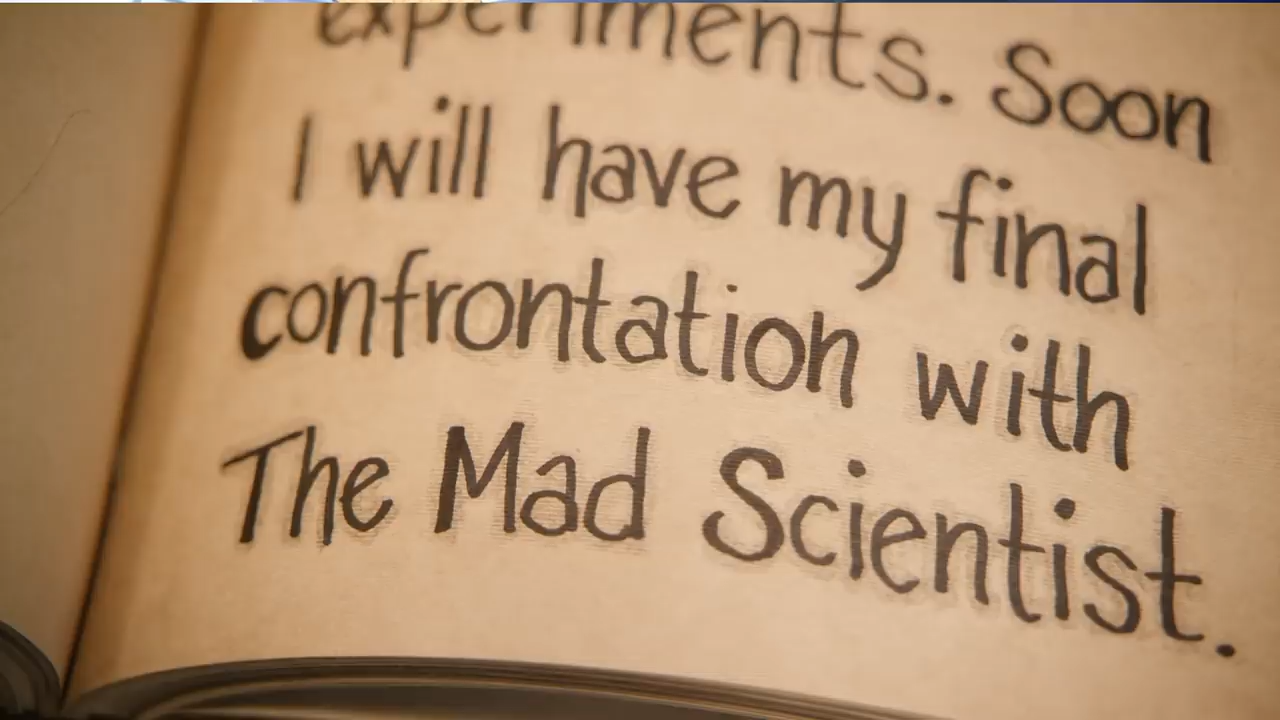 experiments. Soon
I will have my final
confrontation with
The Mad Scientist.